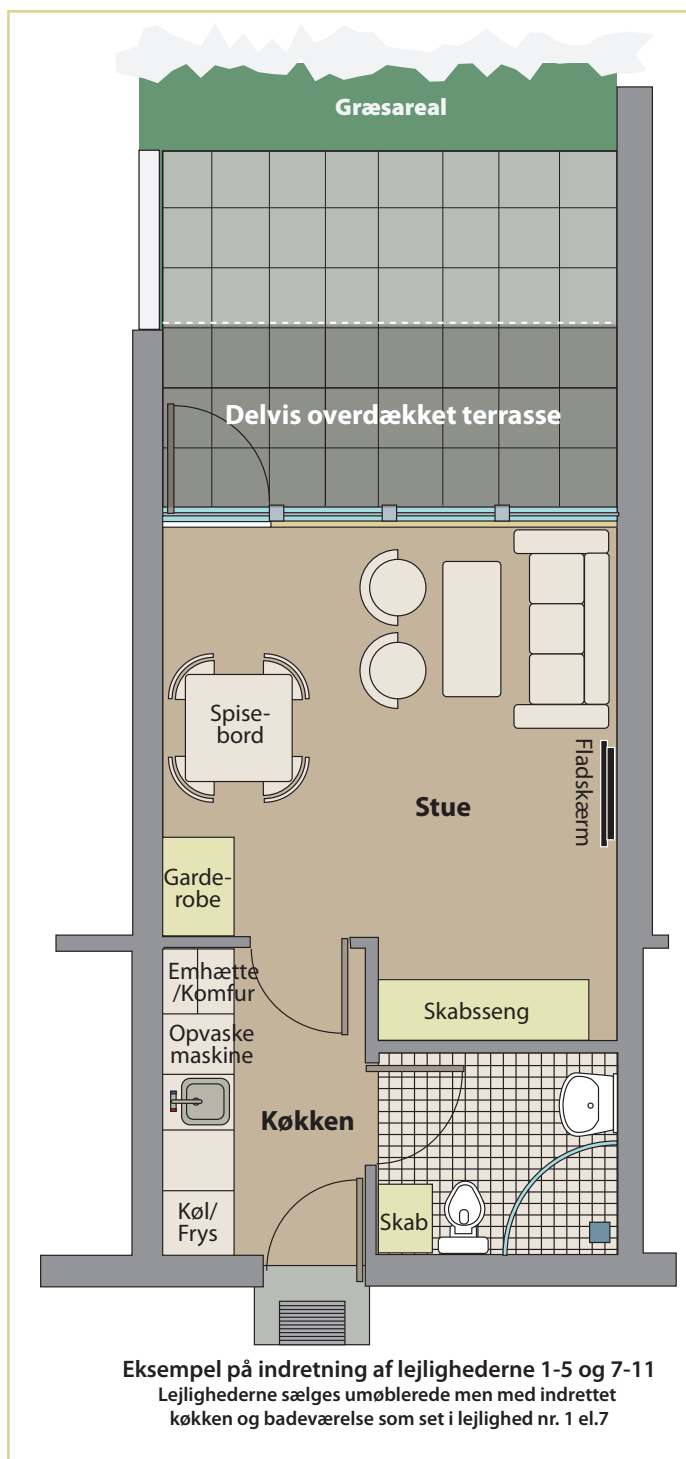 Græsareal
Delvis overdækket terrasse
Spise-
bord
Fladskærm
Stue
Garde-
robe
Emhætte
/Komfur
Skabsseng
Opvaske
maskine
Køkken
Køl/
Frys
Skab
Eksempel på indretning af lejlighederne 1-5 og 7-11
Lejlighederne sælges umøblerede men med indrettet
køkken og badeværelse som set i lejlighed nr. 1 el.7